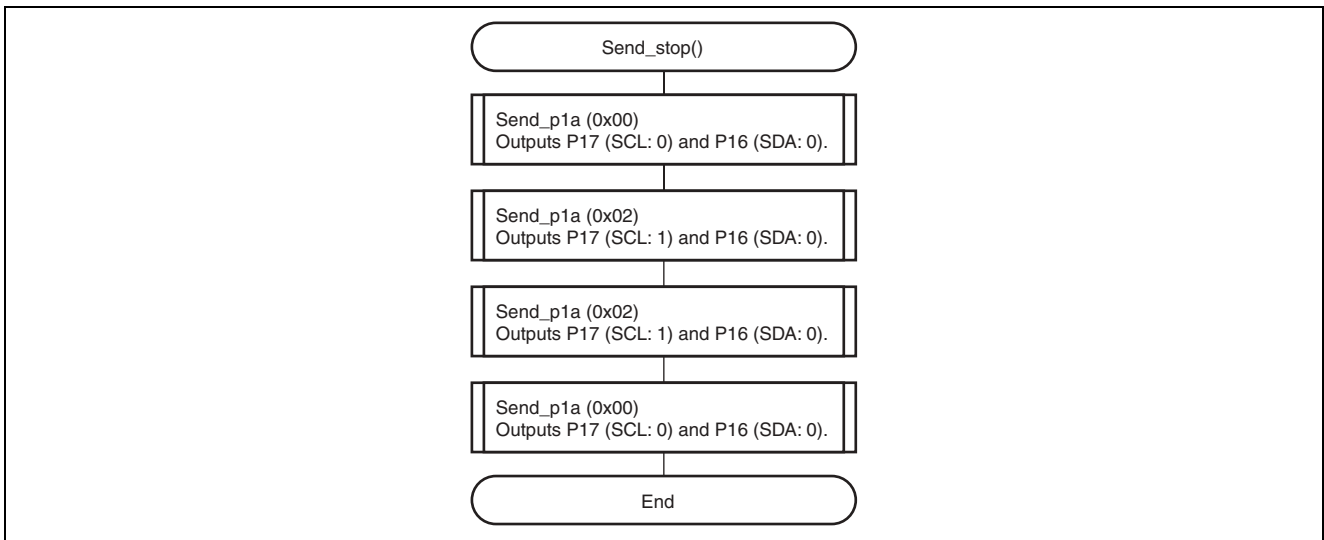 Send_stop()
Send_p1a (0x00)
Outputs P17 (SCL: 0) and P16 (SDA: 0).
Send_p1a (0x02)
Outputs P17 (SCL: 1) and P16 (SDA: 0).
Send_p1a (0x02)
Outputs P17 (SCL: 1) and P16 (SDA: 0).
Send_p1a (0x00)
Outputs P17 (SCL: 0) and P16 (SDA: 0).
End